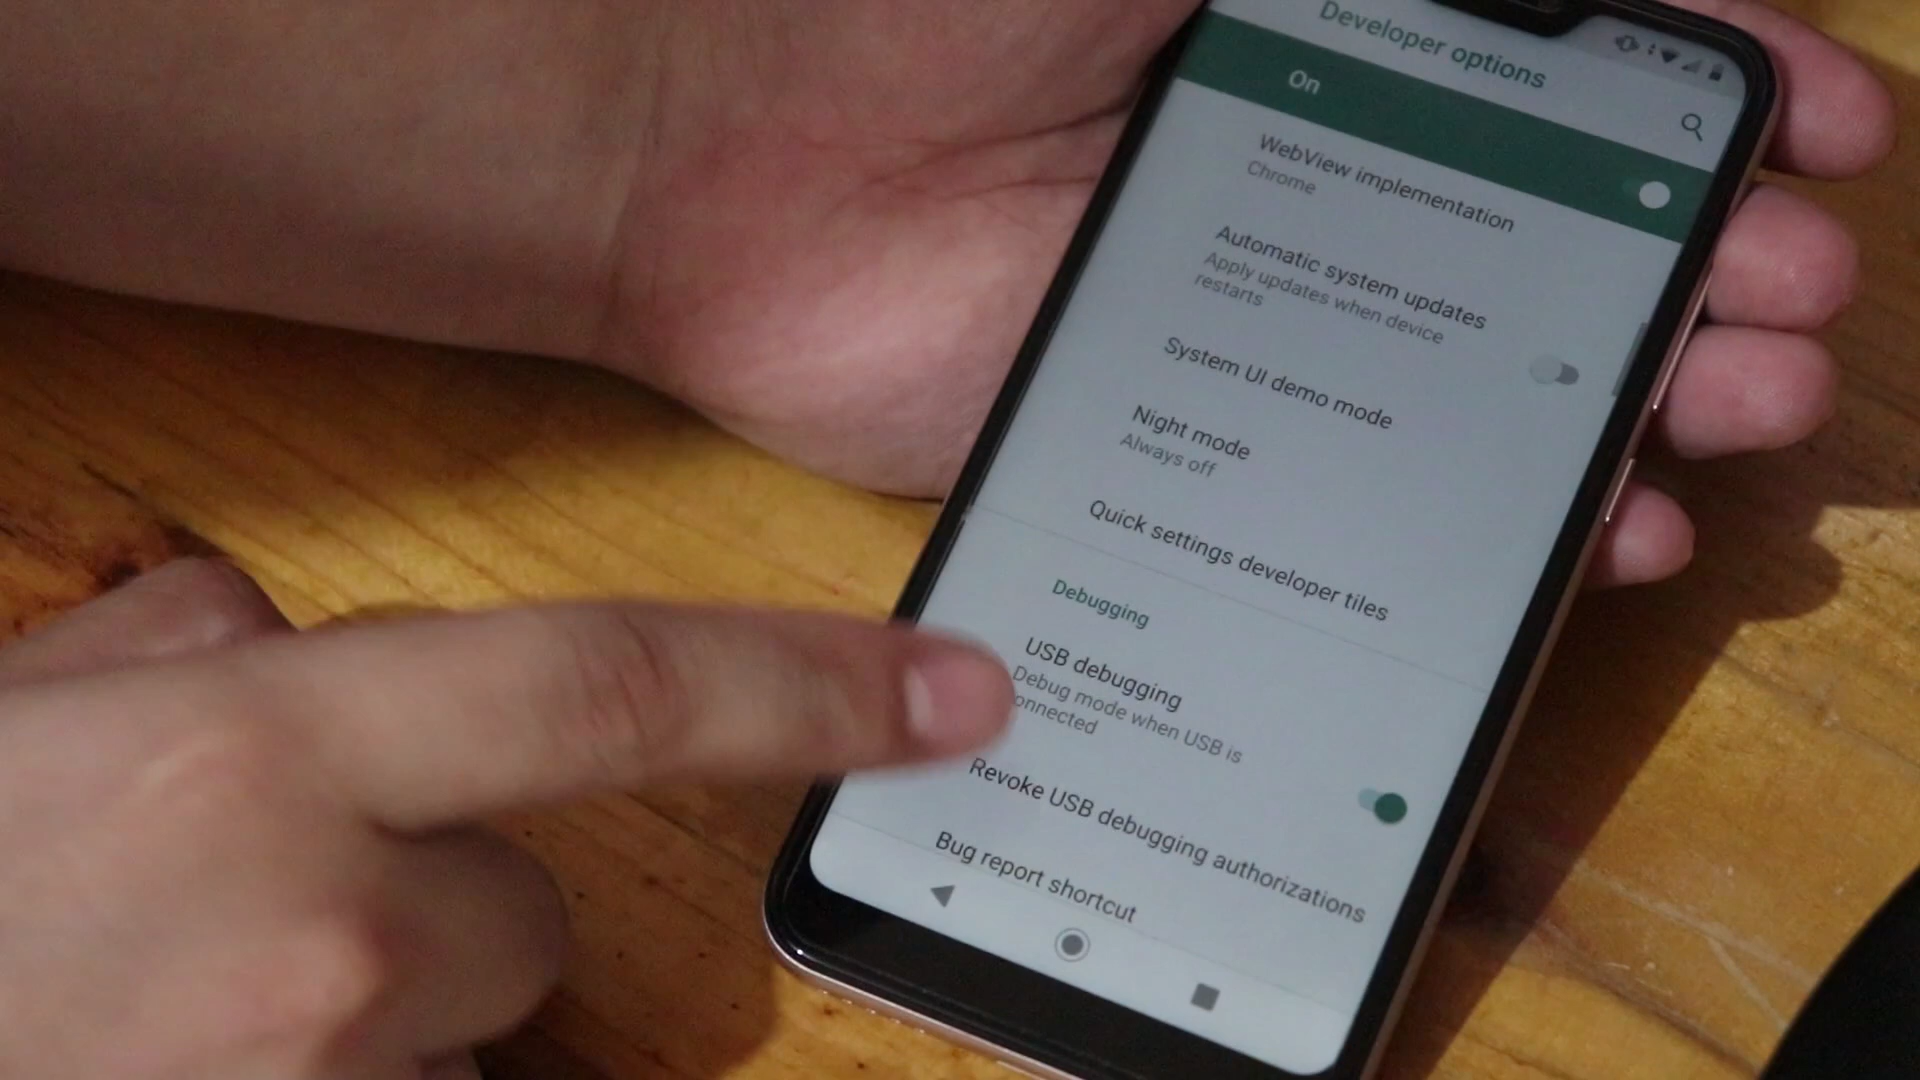 Developer options
On
WebView implementation
Chrome
Automatic system updates
Apply updates when device
restarts
System UI demo mode
Night mode
Always off
Quick settings developer tiles
Debugging
USB debugging
Debug mode when USB is
onnected
Revoke USB debugging authorizations
Bug report shortcut